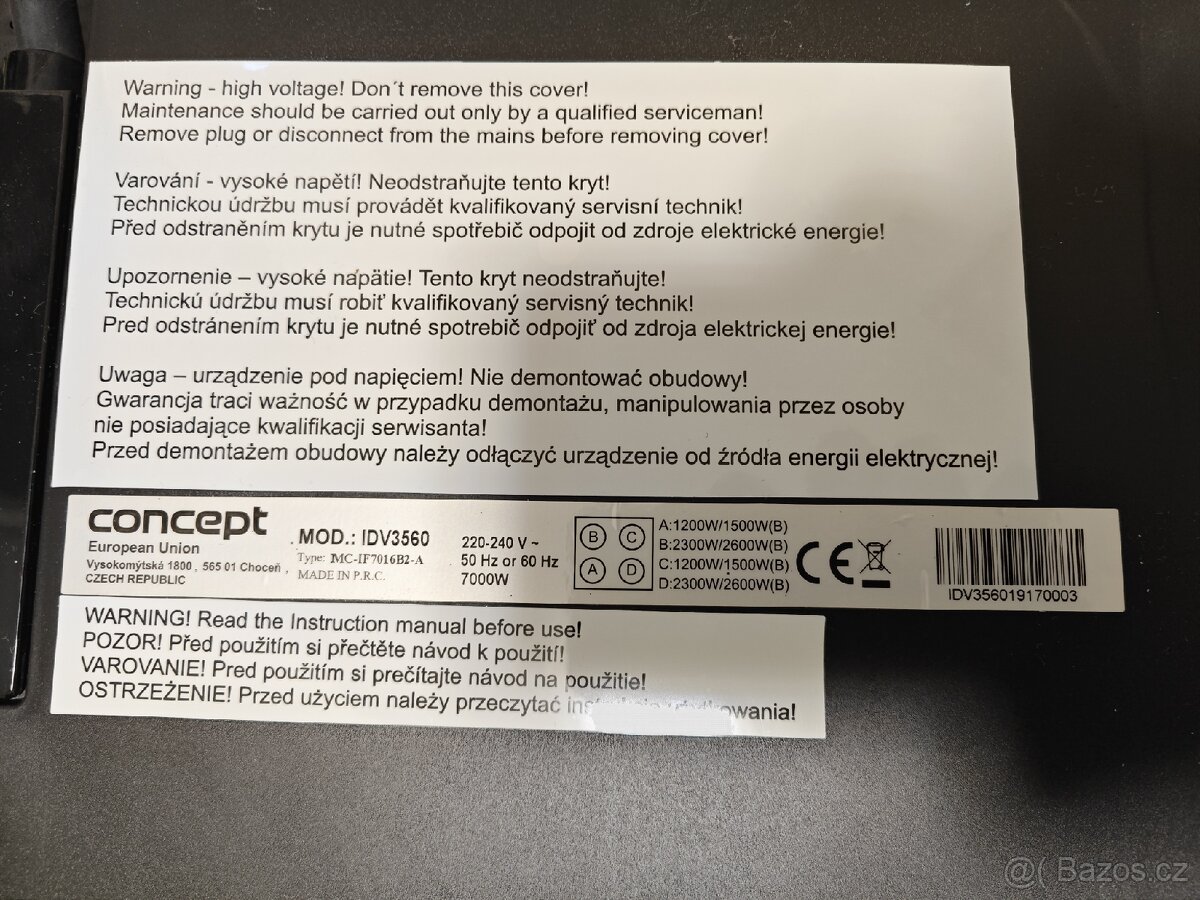 Warning - high voltage! Don´t remove this cover!
Maintenance should be carried out only by a qualified serviceman!
Remove plug or disconnect from the mains before removing cover!
Varování - vysoké napětí! Neodstraňujte tento kryt!
Technickou údržbu musí provádět kvalifikovaný servisní technik!
Před odstraněním krytu je nutné spotřebič odpojit od zdroje elektrické energie!
Upozornenie – vysoké napätie! Tento kryt neodstraňujte!
Technickú údržbu musí robiť kvalifikovaný servisný technik!
Pred odstránením krytu je nutné spotrebič odpojiť od zdroja elektrickej energie!
Uwaga – urządzenie pod napięciem! Nie demontować obudowy!
Gwarancja traci ważność w przypadku demontażu, manipulowania przez osoby
nie posiadające kwalifikacji serwisanta!
Przed demontażem obudowy należy odłączyć urządzenie od źródła energii elektrycznej!
concept
European Union
Vysokomýtská 1800 , 565 01 Choceň ,
CZECH REPUBLIC
MOD.: IDV3560
Type: MC-IF7016B2-A
MADE IN P.R.C.
220-240 V ~
50 Hz or 60 Hz
7000W
B C
A D
A:1200W/1500W(B)
B:2300W/2600W(B)
C:1200W/1500W(B)
D:2300W/2600W(B)
CE
IDV356019170003
WARNING! Read the Instruction manual before use!
POZOR! Před použitím si přečtěte návod k použití!
VAROVANIE! Pred použitím si prečítajte návod na použitie!
OSTRZEŻENIE! Przed użyciem należy przeczytać
@( Bazos.cz